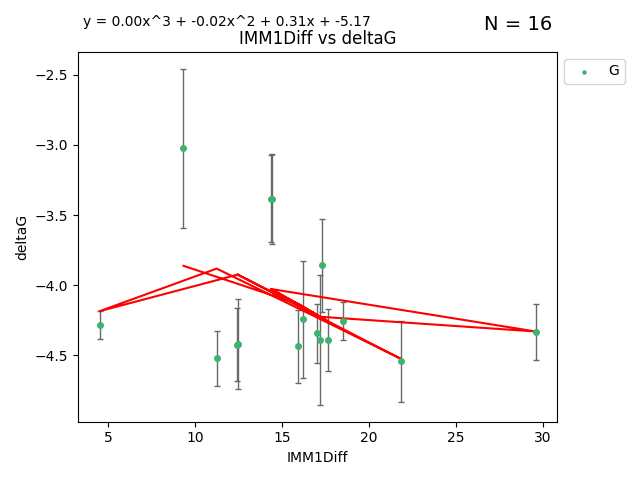 y = 0.00x^3 + -0.02x^2 + 0.31x + -5.17
N = 16
IMM1Diff vs deltaG
G
deltaG
−2.5
−3.0
−3.5
−4.0
−4.5
5
10
15
20
25
30
IMM1Diff